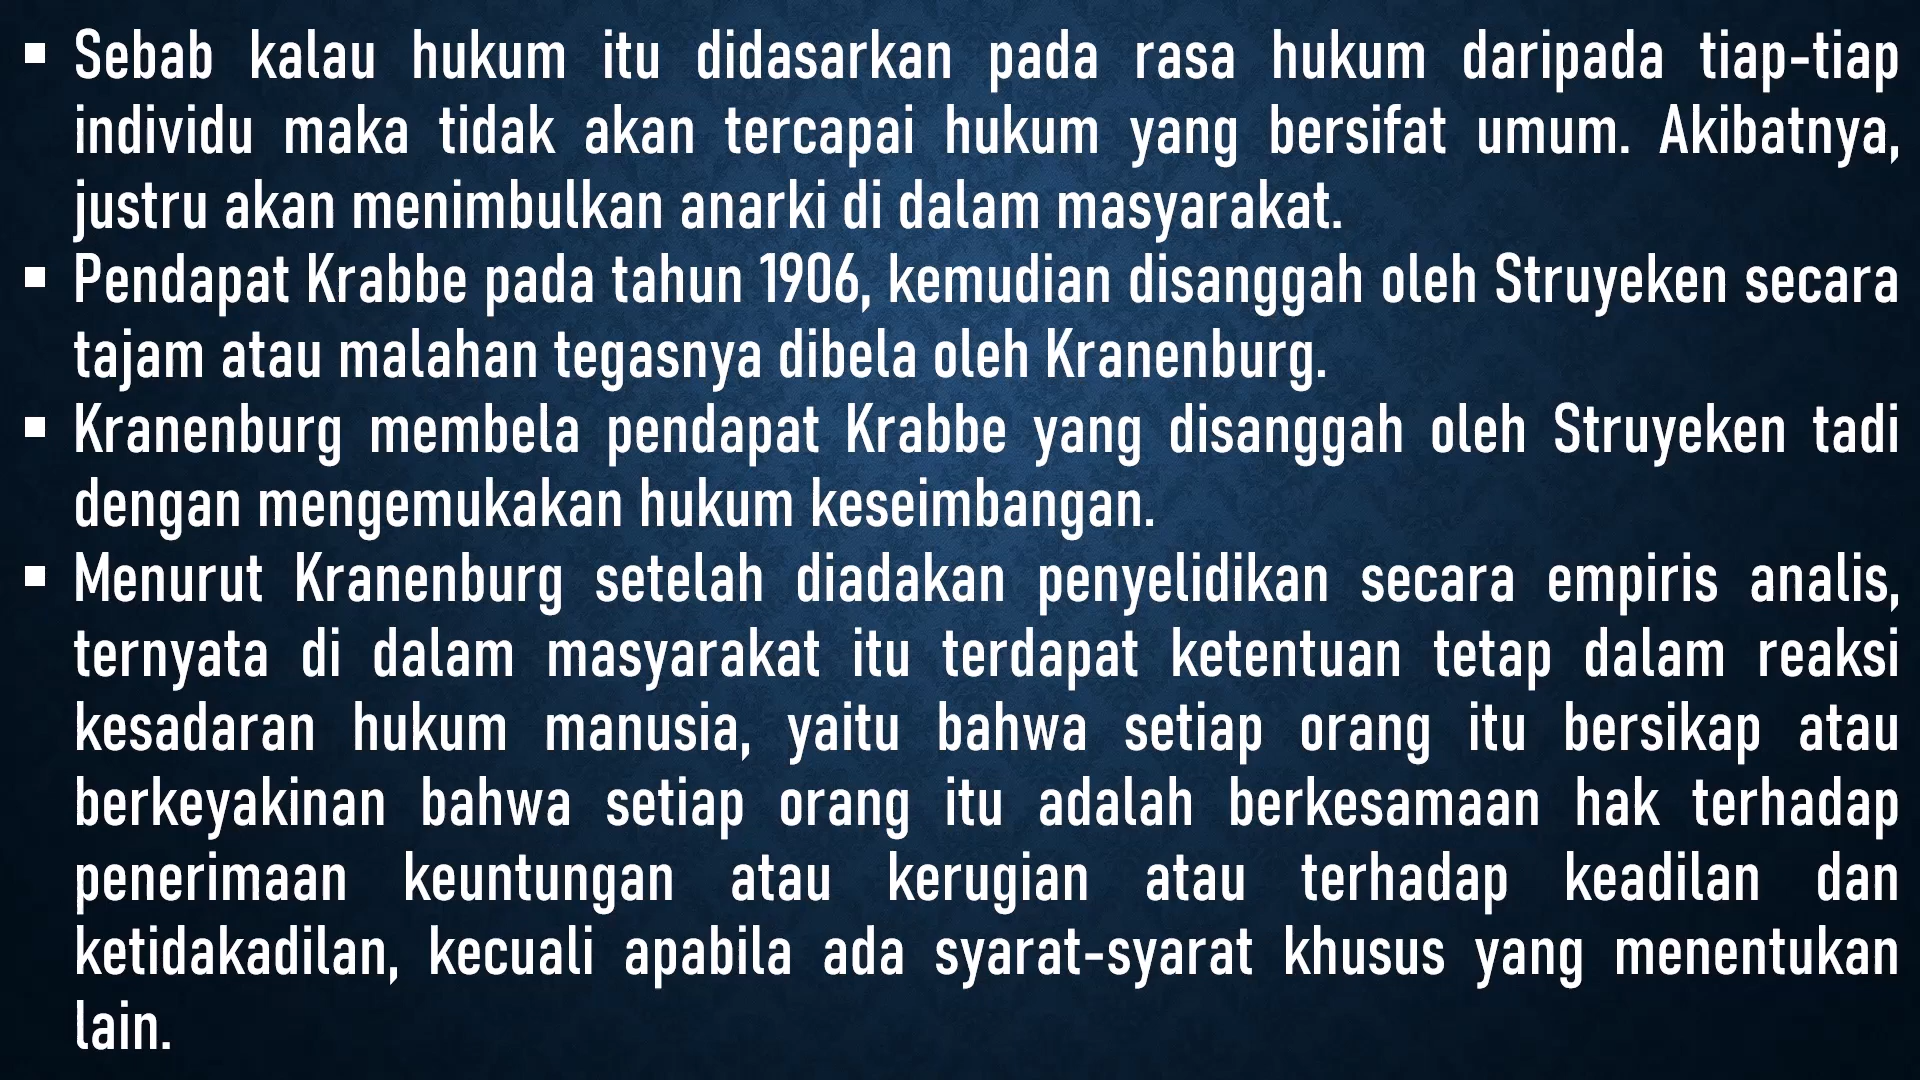 ▪ Sebab kalau hukum itu didasarkan pada rasa hukum daripada tiap-tiap
individu maka tidak akan tercapai hukum yang bersifat umum. Akibatnya,
justru akan menimbulkan anarki di dalam masyarakat.
▪ Pendapat Krabbe pada tahun 1906, kemudian disanggah oleh Struyeken secara
tajam atau malahan tegasnya dibela oleh Kranenburg.
▪ Kranenburg membela pendapat Krabbe yang disanggah oleh Struyeken tadi
dengan mengemukakan hukum keseimbangan.
▪ Menurut Kranenburg setelah diadakan penyelidikan secara empiris analis,
ternyata di dalam masyarakat itu terdapat ketentuan tetap dalam reaksi
kesadaran hukum manusia, yaitu bahwa setiap orang itu bersikap atau
berkeyakinan bahwa setiap orang itu adalah berkesamaan hak terhadap
penerimaan keuntungan atau kerugian atau terhadap keadilan dan
ketidakadilan, kecuali apabila ada syarat-syarat khusus yang menentukan
lain.